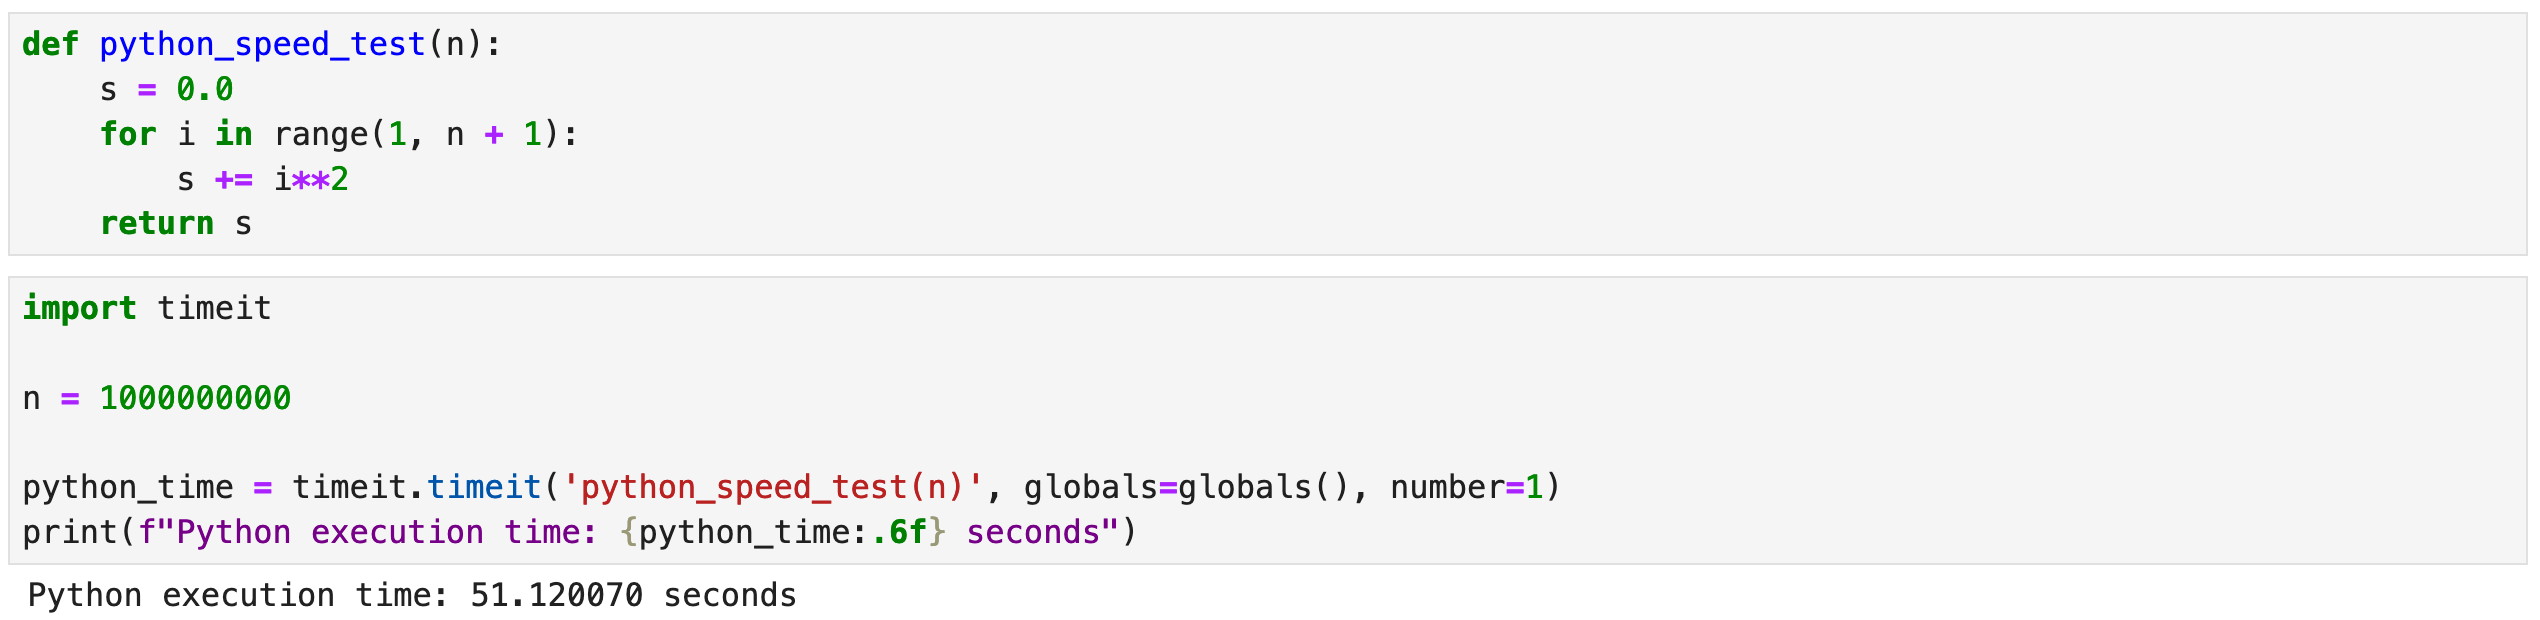 def python_speed_test(n):
    s = 0.0
    for i in range(1, n + 1):
        s += i**2
    return s
import timeit
n = 1000000000
python_time = timeit.timeit('python_speed_test(n)', globals=globals(), number=1)
print(f"Python execution time: {python_time:.6f} seconds")
Python execution time: 51.120070 seconds